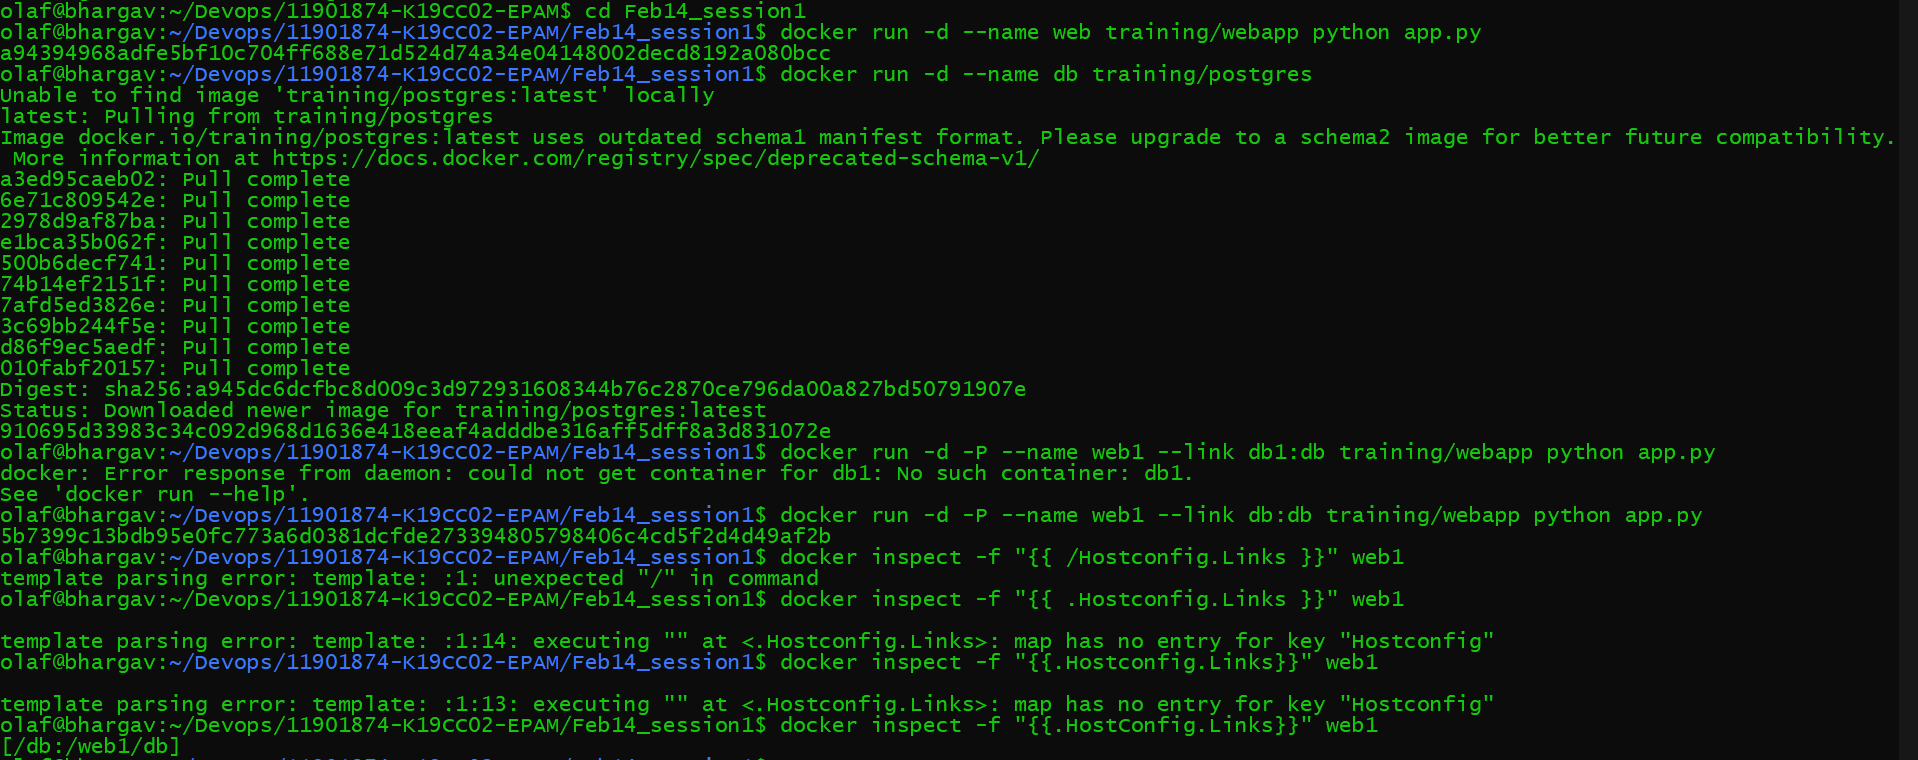 olaf@bhargav:~/Devops/11901874-K19CC02-EPAM$ cd Feb14_session1
olaf@bhargav:~/Devops/11901874-K19CC02-EPAM/Feb14_session1$ docker run -d --name web training/webapp python app.py
a94394968adfe5bf10c704ff688e71d524d74a34e04148002decd8192a080bcc
olaf@bhargav:~/Devops/11901874-K19CC02-EPAM/Feb14_session1$ docker run -d --name db training/postgres
Unable to find image 'training/postgres:latest' locally
latest: Pulling from training/postgres
Image docker.io/training/postgres:latest uses outdated schema1 manifest format. Please upgrade to a schema2 image for better future compatibility.
 More information at https://docs.docker.com/registry/spec/deprecated-schema-v1/
a3ed95caeb02: Pull complete
6e71c809542e: Pull complete
2978d9af87ba: Pull complete
e1bca35b062f: Pull complete
500b6decf741: Pull complete
74b14ef2151f: Pull complete
7afd5ed3826e: Pull complete
3c69bb244f5e: Pull complete
d86f9ec5aedf: Pull complete
010fabf20157: Pull complete
Digest: sha256:a945dc6dcfbc8d009c3d972931608344b76c2870ce796da00a827bd50791907e
Status: Downloaded newer image for training/postgres:latest
910695d33983c34c092d968d1636e418eeaf4adddbe316aff5dff8a3d831072e
olaf@bhargav:~/Devops/11901874-K19CC02-EPAM/Feb14_session1$ docker run -d -P --name web1 --link db1:db training/webapp python app.py
docker: Error response from daemon: could not get container for db1: No such container: db1.
See 'docker run --help'.
olaf@bhargav:~/Devops/11901874-K19CC02-EPAM/Feb14_session1$ docker run -d -P --name web1 --link db:db training/webapp python app.py
5b7399c13bdb95e0fc773a6d0381dcfde273394805798406c4cd5f2d4d49af2b
olaf@bhargav:~/Devops/11901874-K19CC02-EPAM/Feb14_session1$ docker inspect -f "{{ /Hostconfig.Links }}" web1
template parsing error: template: :1: unexpected "/" in command
olaf@bhargav:~/Devops/11901874-K19CC02-EPAM/Feb14_session1$ docker inspect -f "{{ .Hostconfig.Links }}" web1
template parsing error: template: :1:14: executing "" at <.Hostconfig.Links>: map has no entry for key "Hostconfig"
olaf@bhargav:~/Devops/11901874-K19CC02-EPAM/Feb14_session1$ docker inspect -f "{{.Hostconfig.Links}}" web1
template parsing error: template: :1:13: executing "" at <.Hostconfig.Links>: map has no entry for key "Hostconfig"
olaf@bhargav:~/Devops/11901874-K19CC02-EPAM/Feb14_session1$ docker inspect -f "{{.HostConfig.Links}}" web1
[/db:/web1/db]